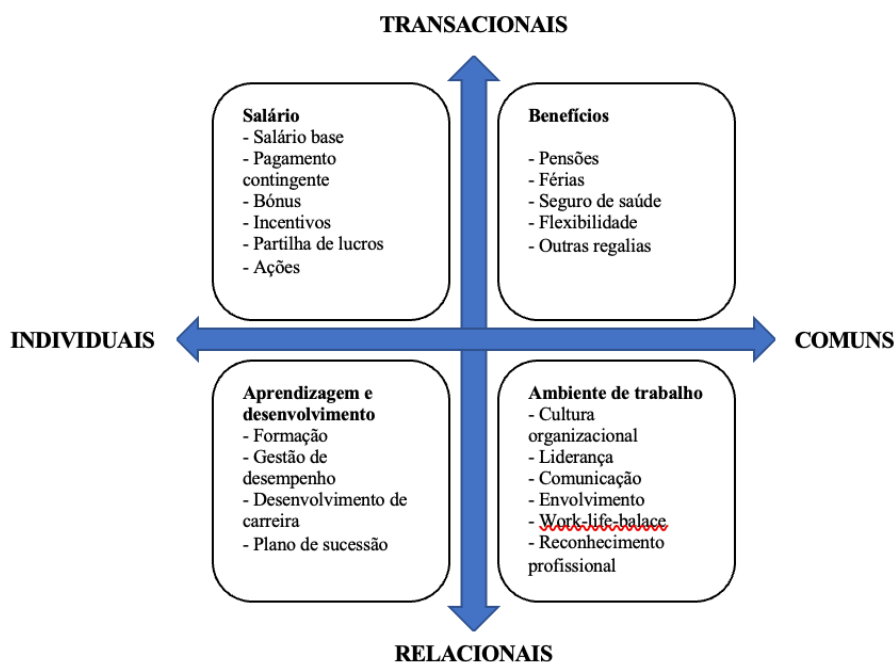 TRANSACIONAIS
Salário
- Salário base
- Pagamento
contingente
- Bónus
- Incentivos
- Partilha de lucros
- Ações
Benefícios
- Pensões
- Férias
- Seguro de saúde
- Flexibilidade
- Outras regalias
INDIVIDUAIS
COMUNS
Aprendizagem e
desenvolvimento
- Formação
- Gestão de
desempenho
- Desenvolvimento de
carreira
- Plano de sucessão
Ambiente de trabalho
- Cultura
organizacional
- Liderança
- Comunicação
- Envolvimento
- Work-life-balace
- Reconhecimento
profissional
RELACIONAIS